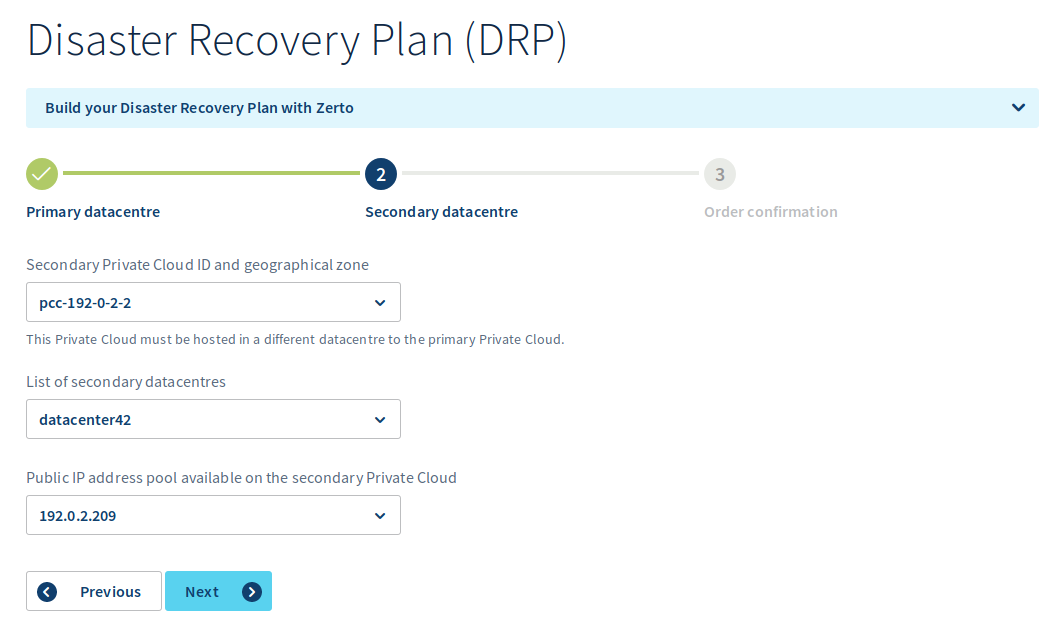 Disaster Recovery Plan (DRP)
Build your Disaster Recovery Plan with Zerto
2
3
Primary datacentre
Secondary datacentre
Order confirmation
Secondary Private Cloud ID and geographical zone
pcc-192-0-2-2
This Private Cloud must be hosted in a different datacentre to the primary Private Cloud.
List of secondary datacentres
datacenter42
Public IP address pool available on the secondary Private Cloud
192.0.2.209
Previous
Next